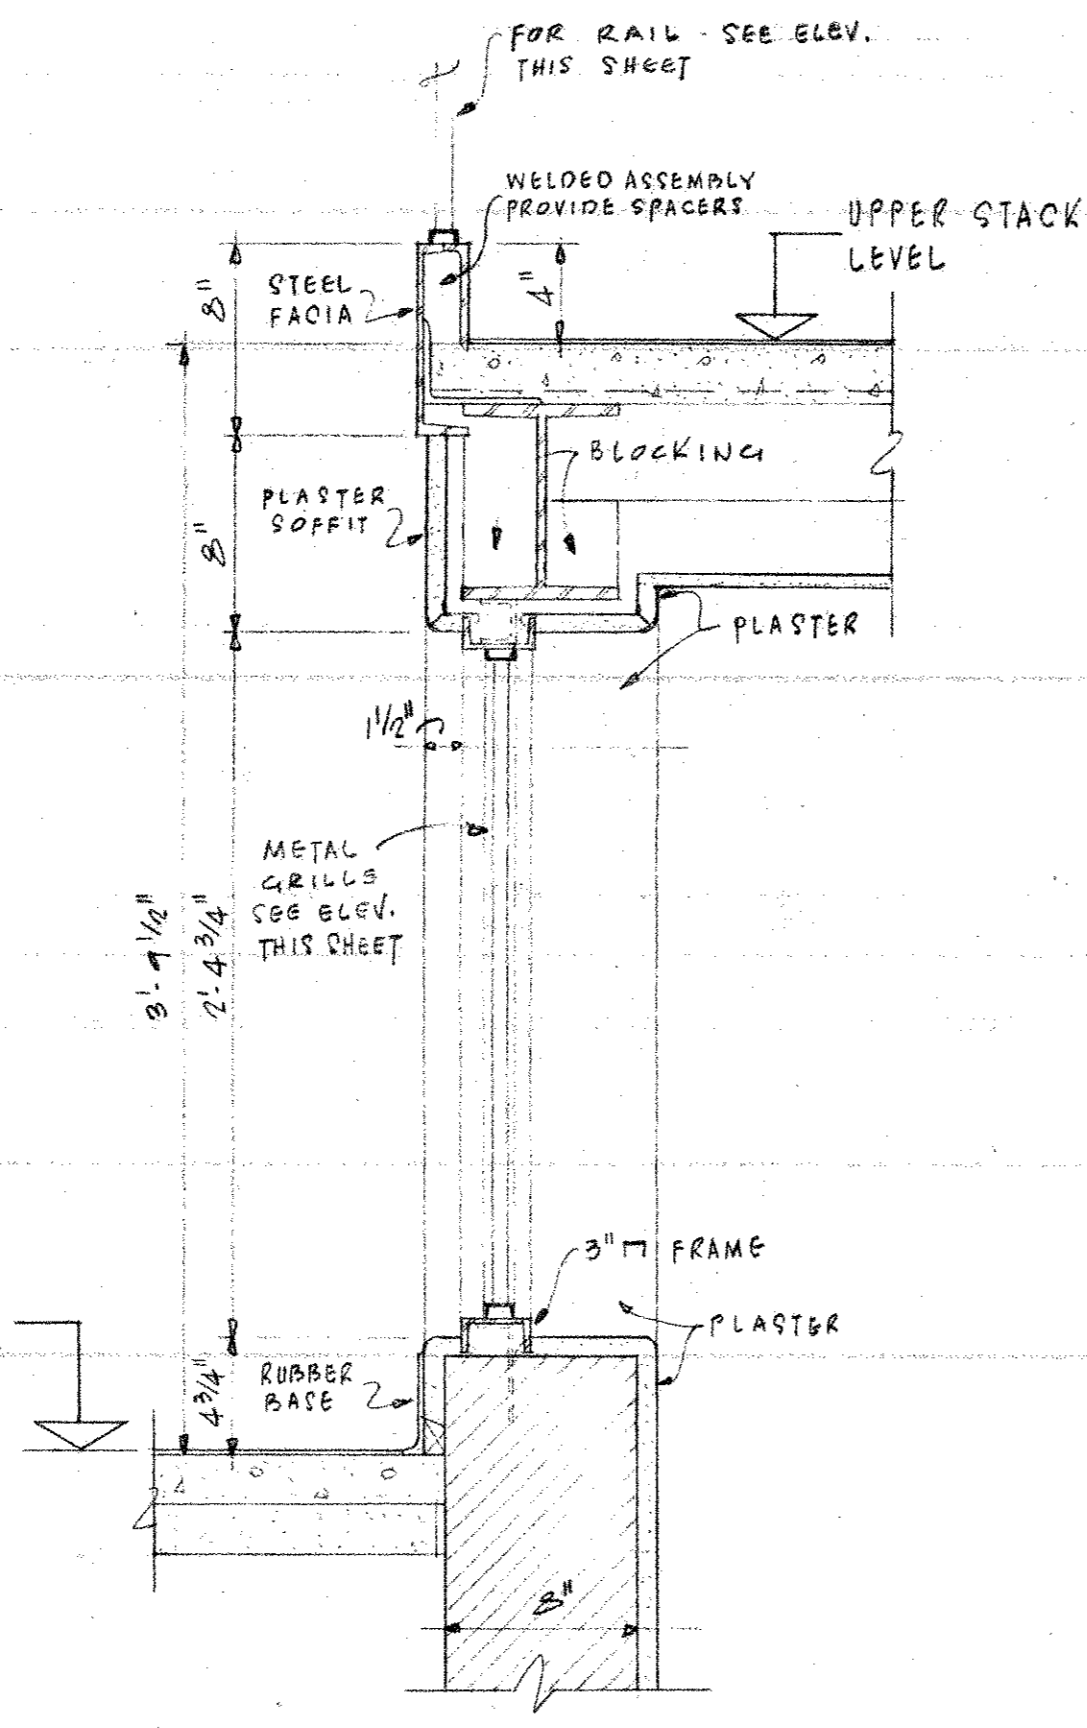 FOR RAIL - SEE ELEV.
THIS SHEET
WELDED ASSEMBLY
PROVIDE SPACERS
UPPER STACK
LEVEL
8"
STEEL
FACIA
4"
BLOCKING
8"
PLASTER
SOFFIT
PLASTER
1 1/2"
METAL
GRILLE
SEE ELEV.
THIS SHEET
3'-9 1/2"
2'-4 3/4"
3" FRAME
PLASTER
4 3/4"
RUBBER
BASE
8"